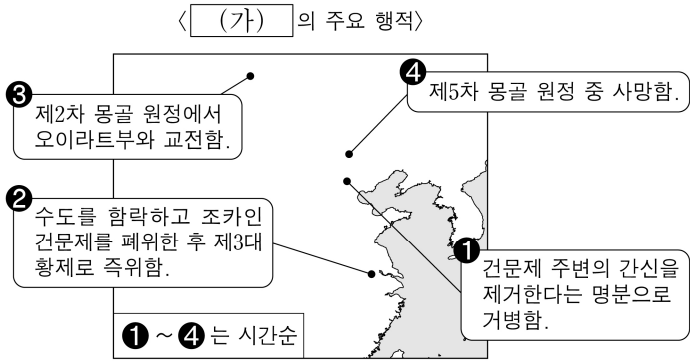 〈 (가) 의 주요 행적〉
❸
제2차 몽골 원정에서
오이라트부와 교전함.
❹
제5차 몽골 원정 중 사망함.
❷
수도를 함락하고 조카인
건문제를 폐위한 후 제3대
황제로 즉위함.
❶
건문제 주변의 간신을
제거한다는 명분으로
거병함.
❶～❹는 시간순